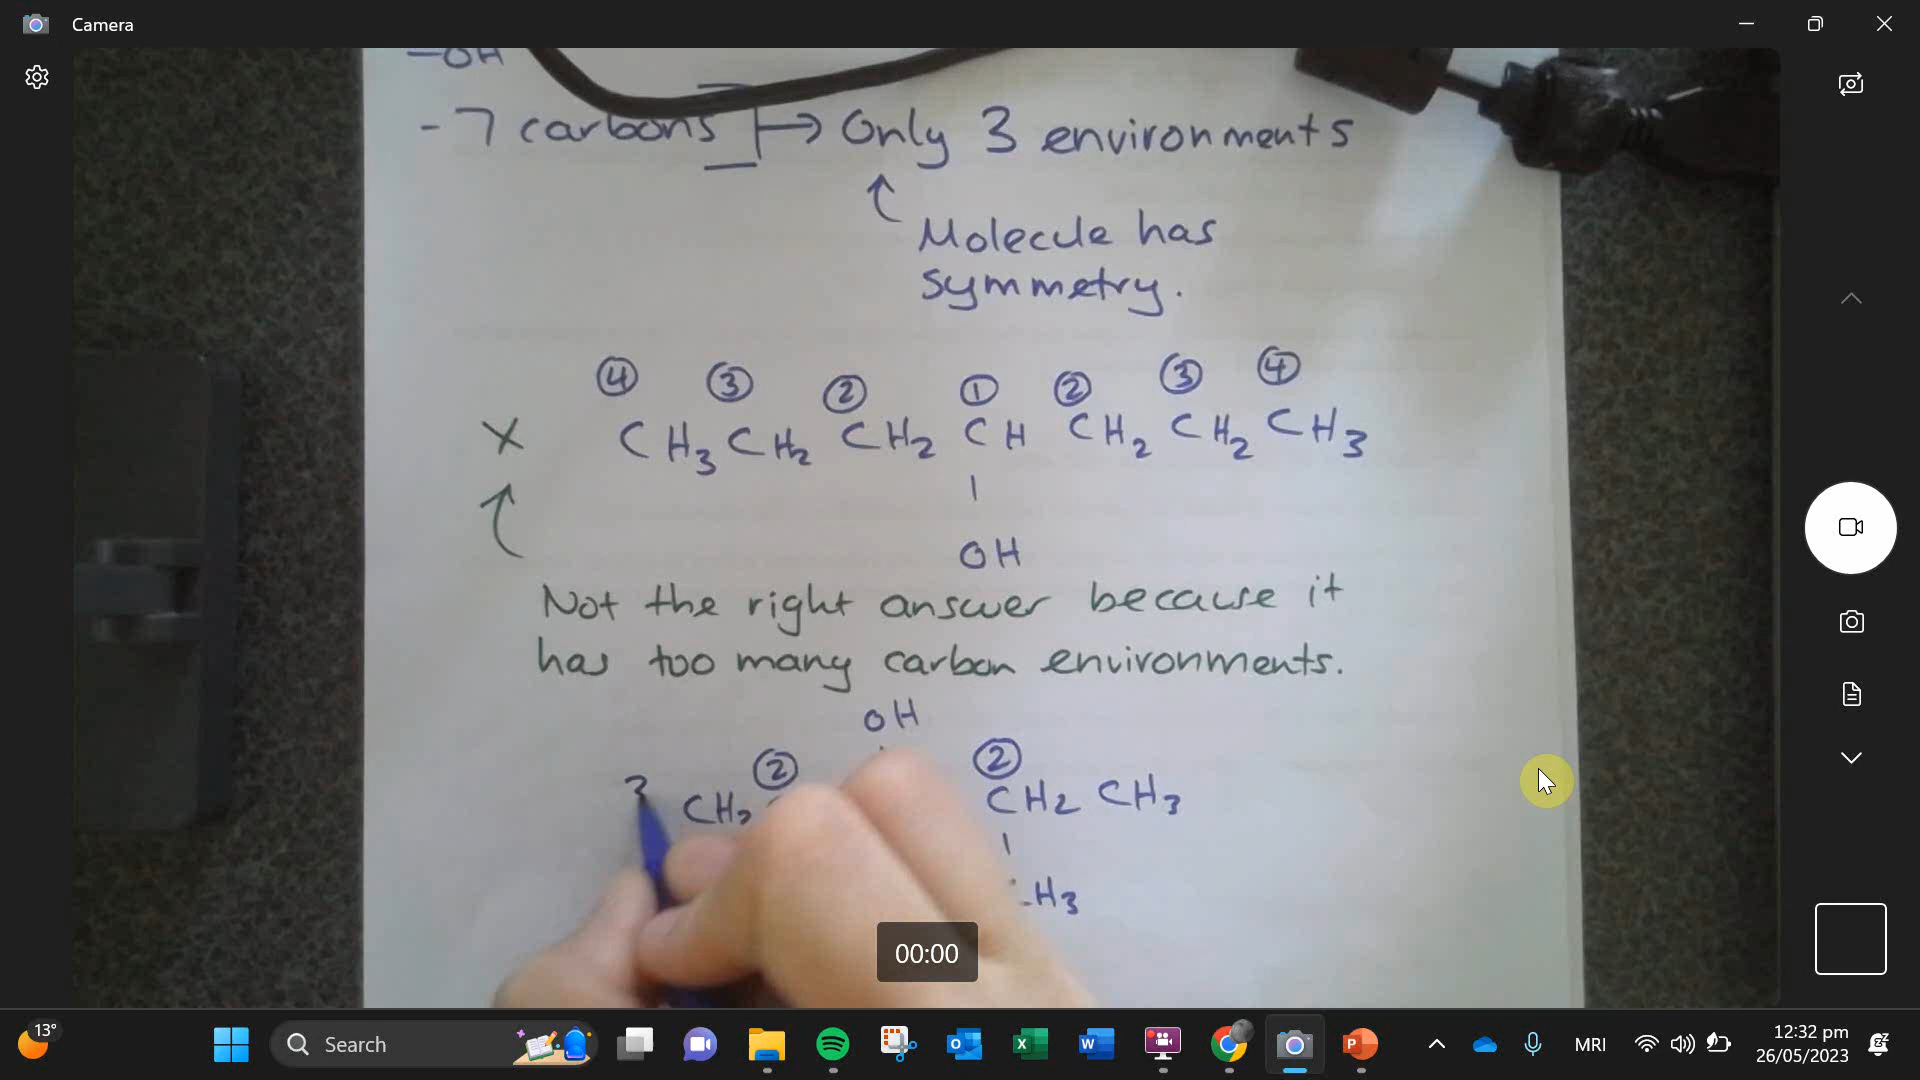 Camera
-OH
- 7 carbons → Only 3 environments
Molecule has
symmetry.
④ ③ ② ① ② ③ ④
X CH3 CH2 CH2 CH CH2 CH2 CH3
OH
Not the right answer because it
has too many carbon environments.
OH
② ②
3 CH2 CH2 CH3
CH3
00:00
13°
Search
MRI
12:32 pm
26/05/2023